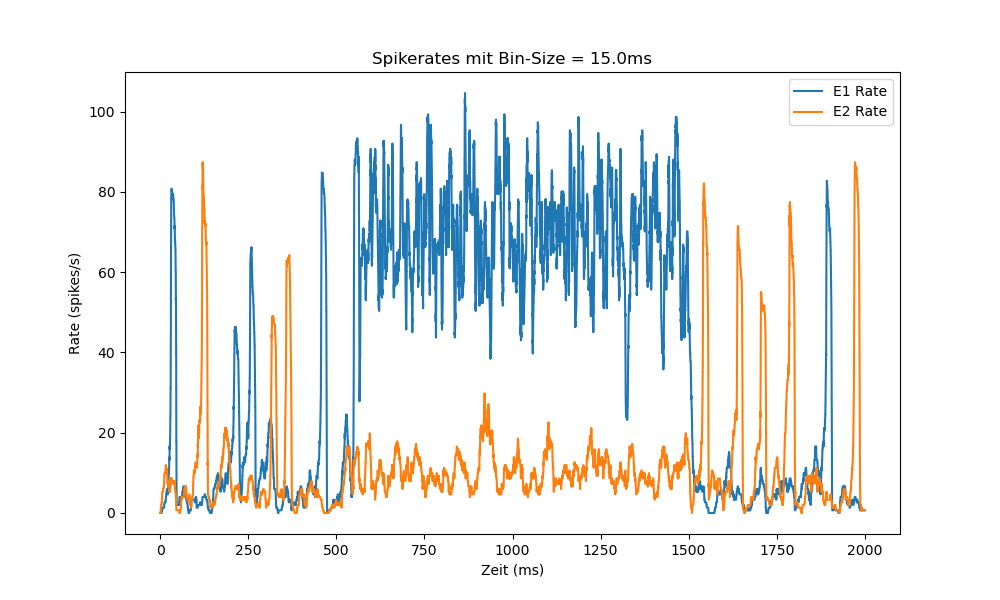 Spikerates mit Bin-Size = 15.0ms
E1 Rate
E2 Rate
100
80
60
40
20
0
Rate (spikes/s)
0 250 500 750 1000 1250 1500 1750 2000
Zeit (ms)